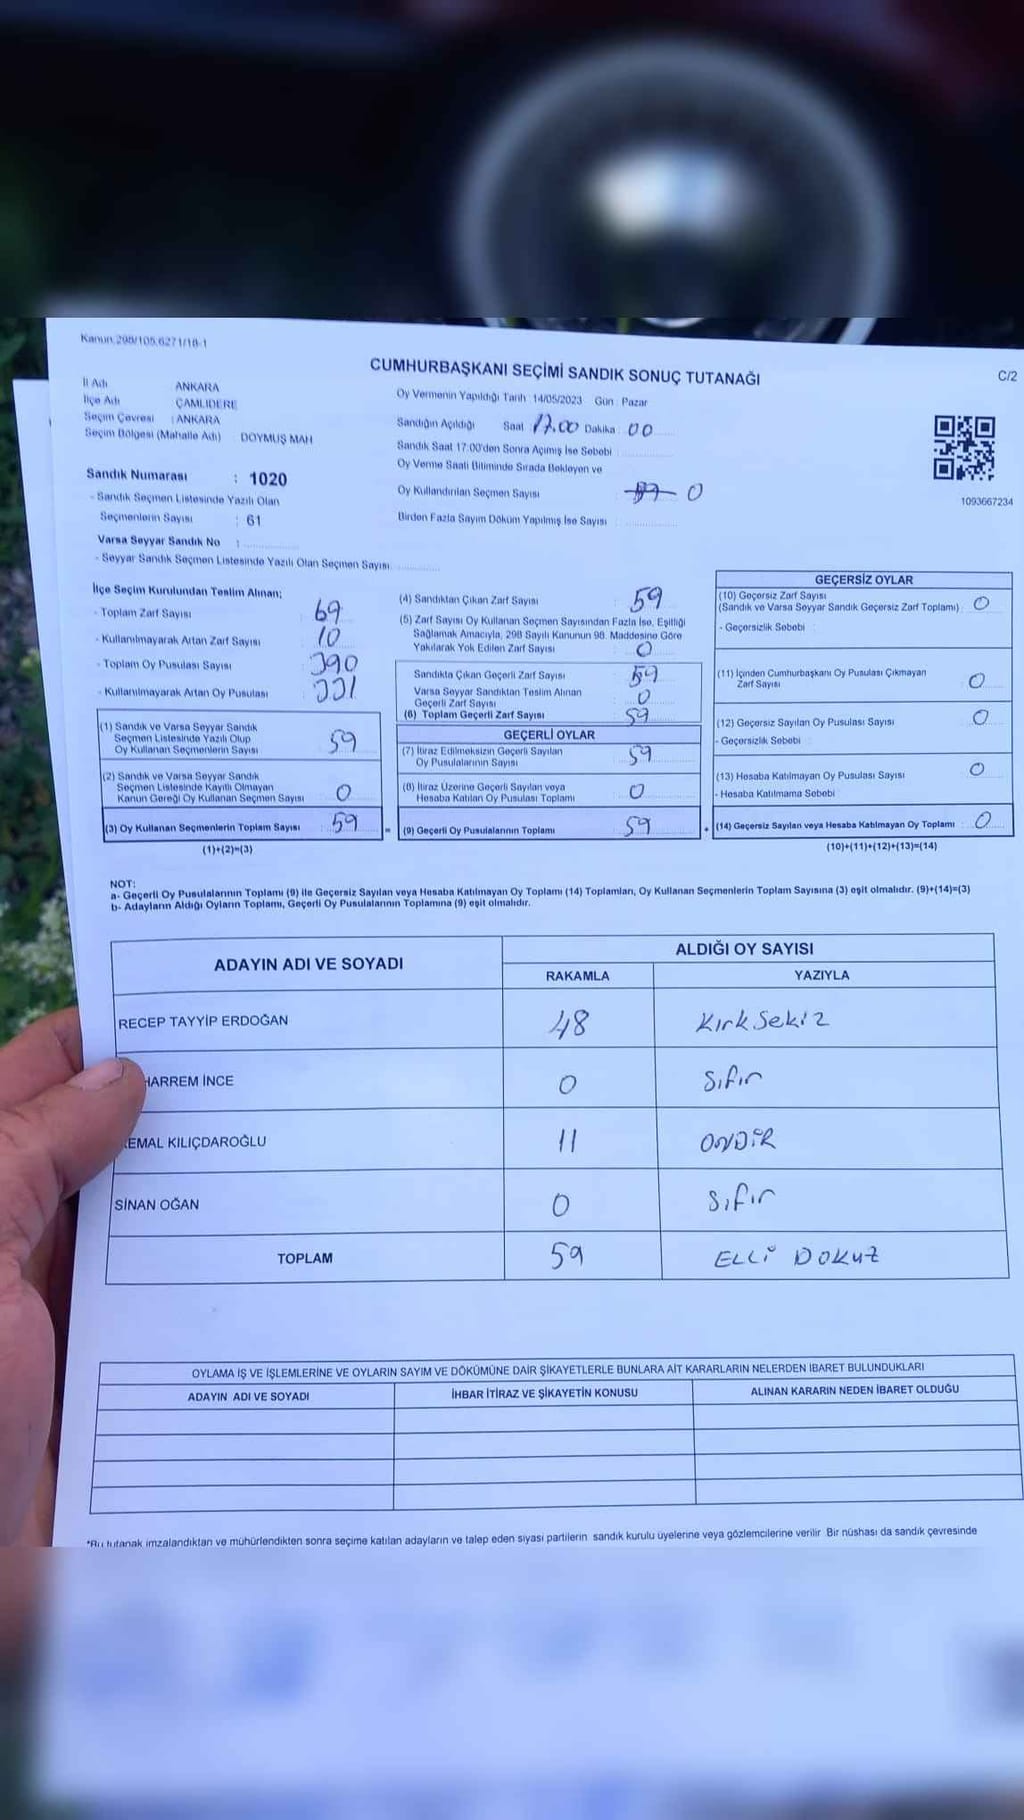 Kanun.298/105.6271/18-1
CUMHURBAŞKANI SEÇİMİ SANDIK SONUÇ TUTANAĞI
C/2
İl Adı ANKARA
İlçe Adı : ÇAMLIDERE
Seçim Çevresi : ANKARA
Seçim Bölgesi (Mahalle Adı) : DOYMUŞ MAH
Sandık Numarası : 1020
- Sandık Seçmen Listesinde Yazılı Olan
Seçmenlerin Sayısı : 61
Varsa Seyyar Sandık No :
- Seyyar Sandık Seçmen Listesinde Yazılı Olan Seçmen Sayısı
Oy Vermenin Yapıldığı Tarih 14/05/2023 Gün : Pazar
Sandığın Açıldığı Saat 17.00 Dakika : 00
Sandık Saat 17:00'den Sonra Açımış İse Sebebi
Oy Verme Saati Bitiminde Sırada Bekleyen ve
Oy Kullandırılan Seçmen Sayısı 0
Birden Fazla Sayım Döküm Yapılmış İse Sayısı :
1093667234
İlçe Seçim Kurulundan Teslim Alınan;
- Toplam Zarf Sayısı 69
- Kullanılmayarak Artan Zarf Sayısı 10
- Toplam Oy Pusulası Sayısı 390
- Kullanılmayarak Artan Oy Pusulası 331
(1) Sandık ve Varsa Seyyar Sandık
Seçmen Listesinde Yazılı Olup
Oy Kullanan Seçmenlerin Sayısı : 59
(2) Sandık ve Varsa Seyyar Sandık
Seçmen Listesinde Kayıtlı Olmayan
Kanun Gereği Oy Kullanan Seçmen Sayısı 0
(3) Oy Kullanan Seçmenlerin Toplam Sayısı : 59
(1)+(2)=(3)
(4) Sandıktan Çıkan Zarf Sayısı : 59
(5) Zarf Sayısı Oy Kullanan Seçmen Sayısından Fazla İse, Eşitliği
Sağlamak Amacıyla, 298 Sayılı Kanunun 98. Maddesine Göre
Yakılarak Yok Edilen Zarf Sayısı 0
Sandıkta Çıkan Geçerli Zarf Sayısı 59
Varsa Seyyar Sandıktan Teslim Alınan
Geçerli Zarf Sayısı 0
(6) Toplam Geçerli Zarf Sayısı 59
GEÇERLİ OYLAR
(7) İtiraz Edilmeksizin Geçerli Sayılan
Oy Pusulalarının Sayısı : 59
(8) İtiraz Üzerine Geçerli Sayılan veya
Hesaba Katılan Oy Pusulası Toplamı 0
= (9) Geçerli Oy Pusulalarının Toplamı : 59
GEÇERSİZ OYLAR
(10) Geçersiz Zarf Sayısı
(Sandık ve Varsa Seyyar Sandık Geçersiz Zarf Toplamı) : 0
- Geçersizlik Sebebi :
(11) İçinden Cumhurbaşkanı Oy Pusulası Çıkmayan
Zarf Sayısı 0
(12) Geçersiz Sayılan Oy Pusulası Sayısı 0
- Geçersizlik Sebebi
(13) Hesaba Katılmayan Oy Pusulası Sayısı 0
- Hesaba Katılmama Sebebi
+ (14) Geçersiz Sayılan veya Hesaba Katılmayan Oy Toplamı : 0
(10)+(11)+(12)+(13)=(14)
NOT:
a- Geçerli Oy Pusulalarının Toplamı (9) ile Geçersiz Sayılan veya Hesaba Katılmayan Oy Toplamı (14) Toplamları, Oy Kullanan Seçmenlerin Toplam Sayısına (3) eşit olmalıdır. (9)+(14)=(3)
b- Adayların Aldığı Oyların Toplamı, Geçerli Oy Pusulalarının Toplamına (9) eşit olmalıdır.
ADAYIN ADI VE SOYADI
ALDIĞI OY SAYISI
RAKAMLA YAZIYLA
RECEP TAYYİP ERDOĞAN 48 Kırk Sekiz
HARREM İNCE 0 Sıfır
EMAL KILIÇDAROĞLU 11 ONBİR
SİNAN OĞAN 0 Sıfır
TOPLAM 59 ELLİ DOKUZ
OYLAMA İŞ VE İŞLEMLERİNE VE OYLARIN SAYIM VE DÖKÜMÜNE DAİR ŞİKAYETLERLE BUNLARA AİT KARARLARIN NELERDEN İBARET BULUNDUKLARI
ADAYIN ADI VE SOYADI İHBAR İTİRAZ VE ŞİKAYETİN KONUSU ALINAN KARARIN NEDEN İBARET OLDUĞU
*Bu tutanak imzalandıktan ve mühürlendikten sonra seçime katılan adayların ve talep eden siyasi partilerin sandık kurulu üyelerine veya gözlemcilerine verilir Bir nüshası da sandık çevresinde